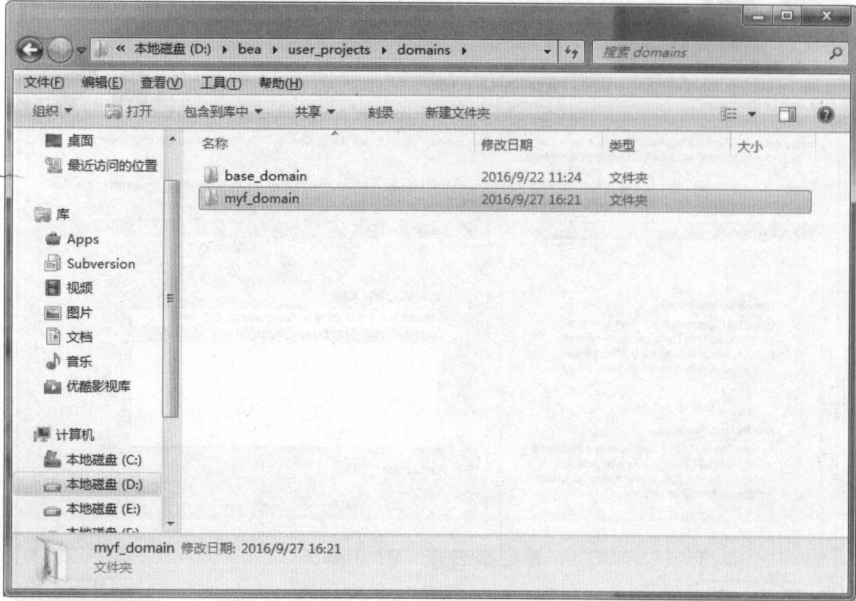 « 本地磁盘 (D:) ▸ bea ▸ user_projects ▸ domains ▸ 搜索 domains
文件(F) 编辑(E) 查看(V) 工具(T) 帮助(H)
组织 打开 包含到库中 共享 刻录 新建文件夹
桌面
最近访问的位置
库
Apps
Subversion
视频
图片
文档
音乐
优酷影视库
计算机
本地磁盘 (C:)
本地磁盘 (D:)
本地磁盘 (E:)
名称 修改日期 类型 大小
base_domain 2016/9/22 11:24 文件夹
myf_domain 2016/9/27 16:21 文件夹
myf_domain 修改日期: 2016/9/27 16:21
文件夹